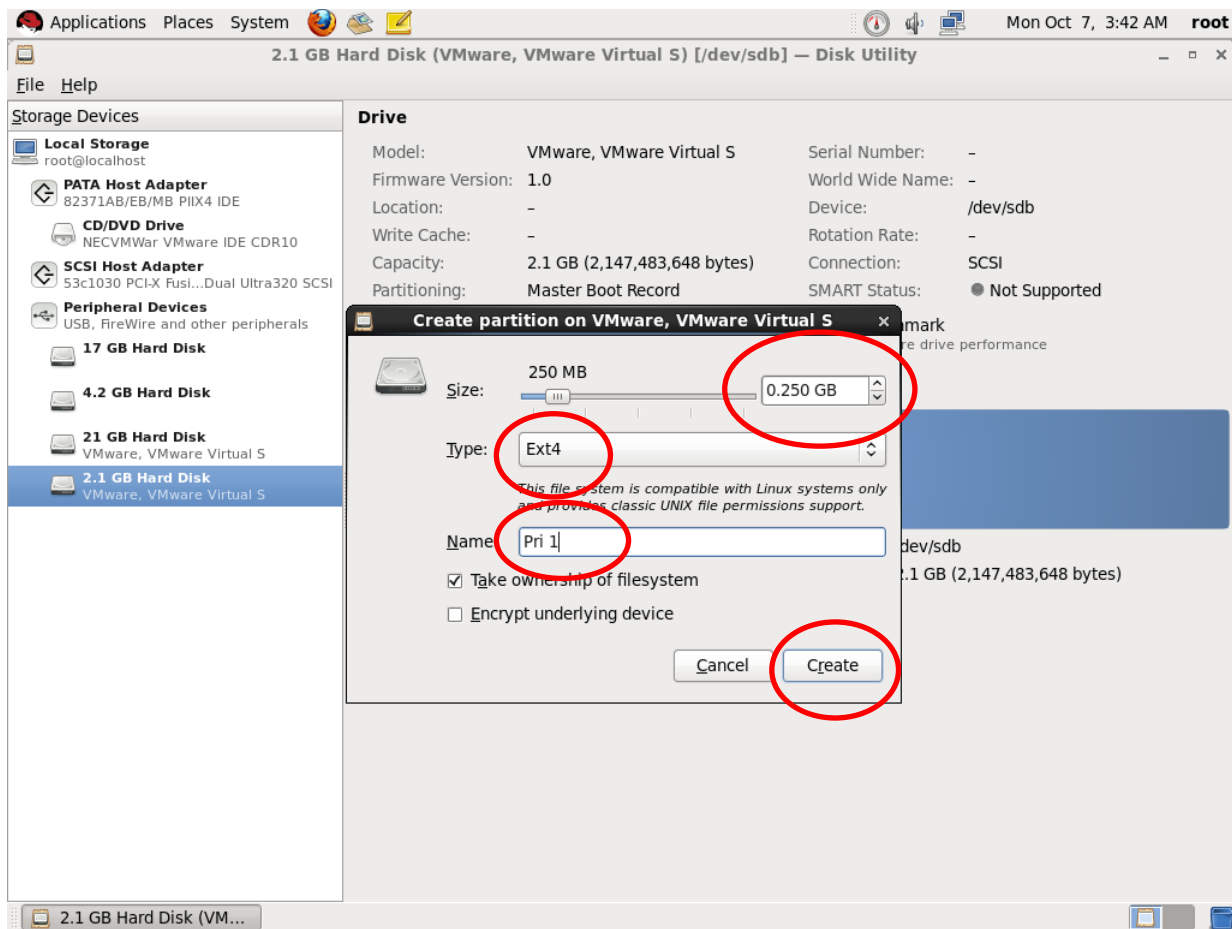 Applications Places System
Mon Oct 7, 3:42 AM root
2.1 GB Hard Disk (VMware, VMware Virtual S) [/dev/sdb] — Disk Utility
File Help
Storage Devices
Local Storage
root@localhost
PATA Host Adapter
82371AB/EB/MB PIIX4 IDE
CD/DVD Drive
NECVMWar VMware IDE CDR10
SCSI Host Adapter
53c1030 PCI-X Fusi...Dual Ultra320 SCSI
Peripheral Devices
USB, FireWire and other peripherals
17 GB Hard Disk
4.2 GB Hard Disk
21 GB Hard Disk
VMware, VMware Virtual S
2.1 GB Hard Disk
VMware, VMware Virtual S
Drive
Model: VMware, VMware Virtual S Serial Number: –
Firmware Version: 1.0 World Wide Name: –
Location: – Device: /dev/sdb
Write Cache: – Rotation Rate: –
Capacity: 2.1 GB (2,147,483,648 bytes) Connection: SCSI
Partitioning: Master Boot Record SMART Status: Not Supported
Create partition on VMware, VMware Virtual S
drive performance
250 MB
Size: 0.250 GB
Type: Ext4
This file system is compatible with Linux systems only
and provides classic UNIX file permissions support.
Name Pri 1
dev/sdb
.1 GB (2,147,483,648 bytes)
Take ownership of filesystem
Encrypt underlying device
Cancel Create
2.1 GB Hard Disk (VM...